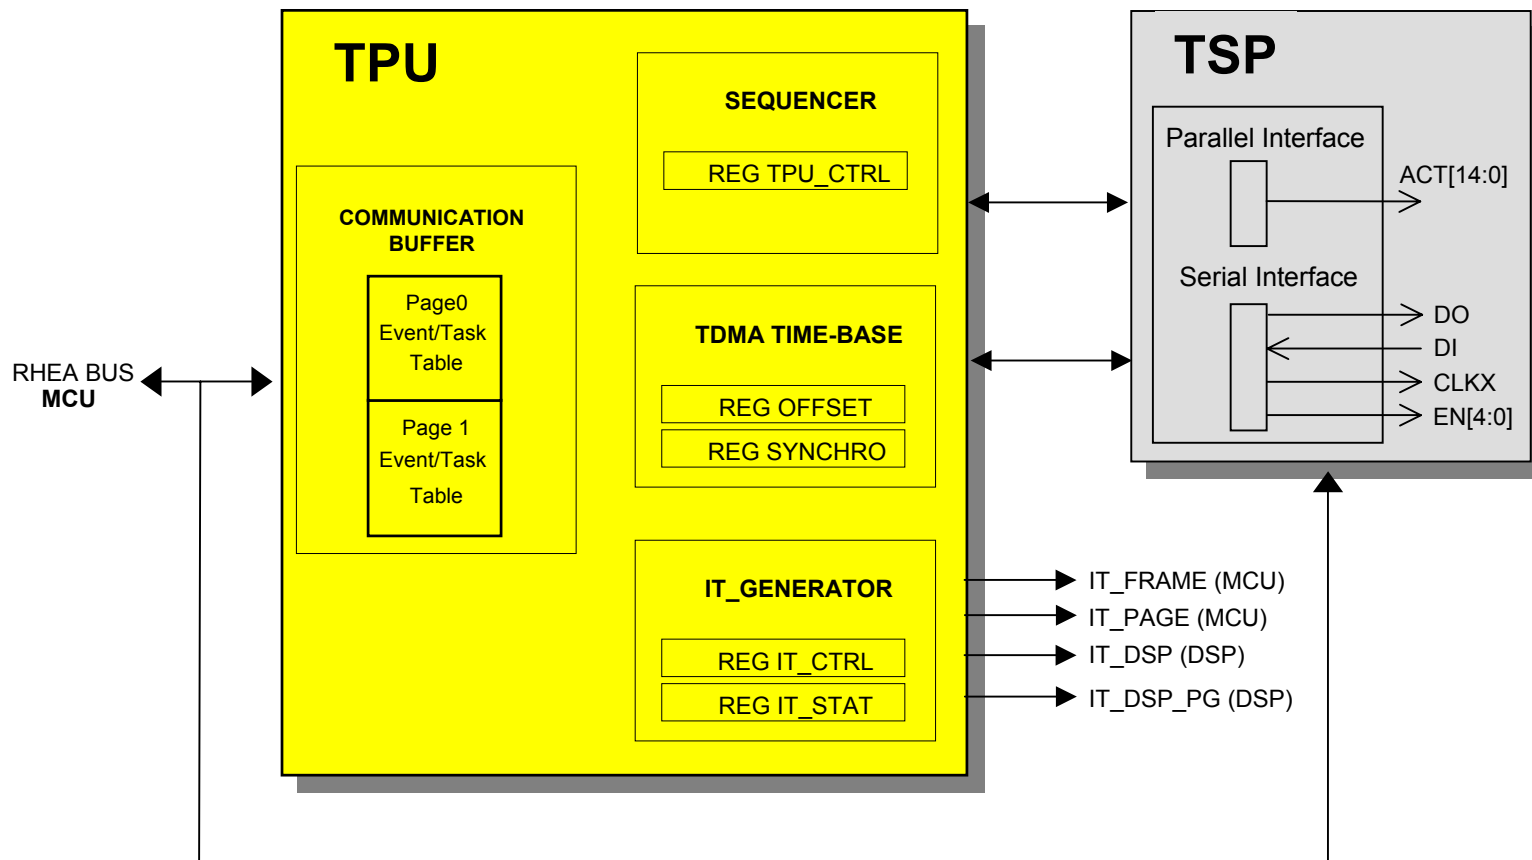 TPU
SEQUENCER
REG TPU_CTRL
COMMUNICATION
BUFFER
Page0
Event/Task
Table
Page 1
Event/Task
Table
TDMA TIME-BASE
REG OFFSET
REG SYNCHRO
IT_GENERATOR
REG IT_CTRL
REG IT_STAT
RHEA BUS
MCU
TSP
Parallel Interface
ACT[14:0]
Serial Interface
DO
DI
CLKX
EN[4:0]
IT_FRAME (MCU)
IT_PAGE (MCU)
IT_DSP (DSP)
IT_DSP_PG (DSP)